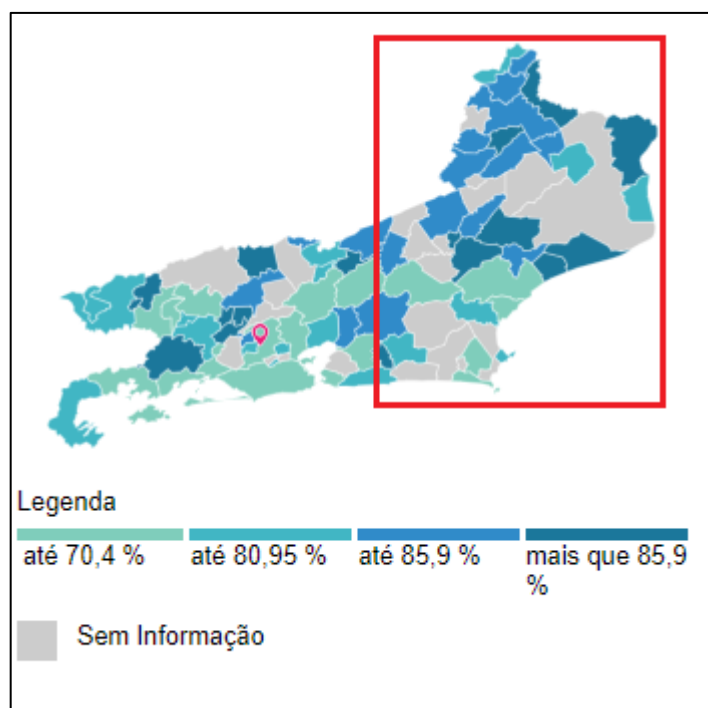 Legenda
até 70,4 %
até 80,95 %
até 85,9 %
mais que 85,9
%
Sem Informação